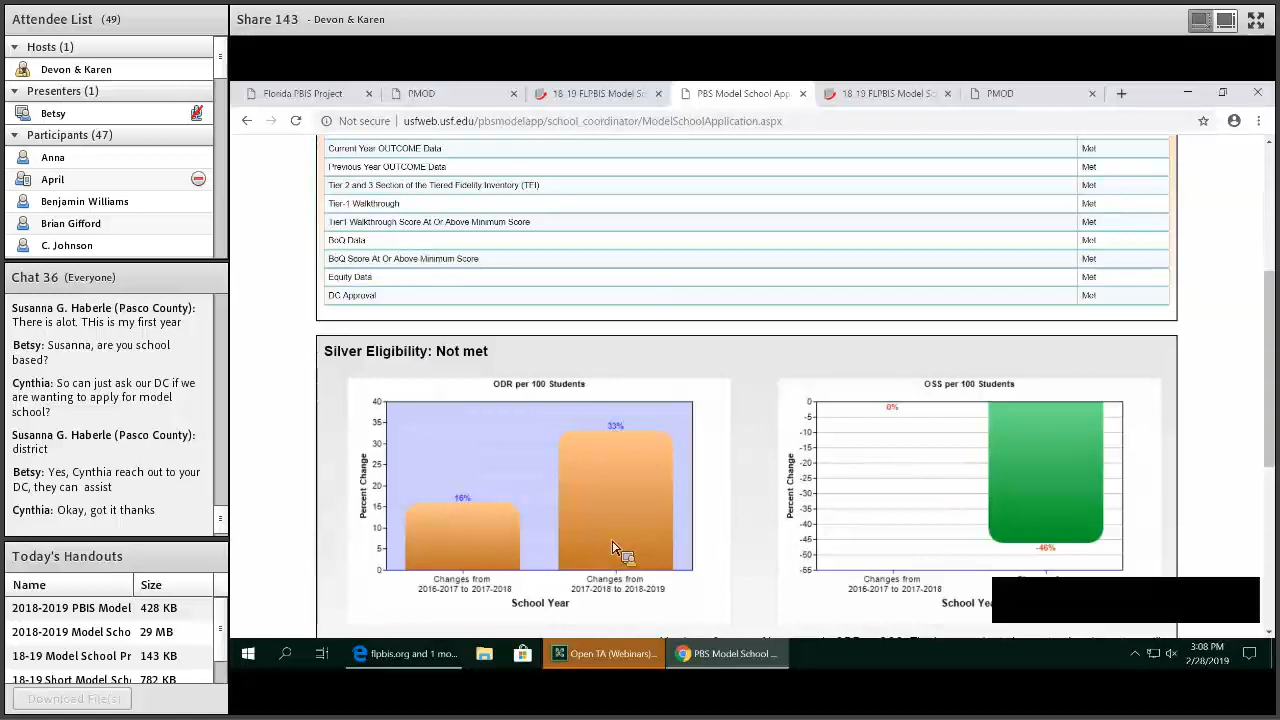 Attendee List (49)
Hosts (1)
Devon & Karen
Presenters (1)
Betsy
Participants (47)
Anna
April
Benjamin Williams
Brian Gifford
C. Johnson
Chat 36 (Everyone)
Susanna G. Haberle (Pasco County):
There is alot. THis is my first year
Betsy: Susanna, are you school
based?
Cynthia: So can just ask our DC if we
are wanting to apply for model
school?
Susanna G. Haberle (Pasco County):
district
Betsy: Yes, Cynthia reach out to your
DC, they can assist
Cynthia: Okay, got it thanks
Today's Handouts
Name Size
2018-2019 PBIS Model 428 KB
2018-2019 Model Scho 29 MB
18-19 Model School Pr 143 KB
18-19 Short Model Sch 782 KB
Download File(s)
Share 143 - Devon & Karen
Florida PBIS Project
PMOD
18-19 FLPBIS Model Sc
PBS Model School App
18-19 FLPBIS Model S
PMOD
Not secure | usfweb.usf.edu/pbsmodelapp/school_coordinator/ModelSchoolApplication.aspx
Current Year OUTCOME Data Met
Previous Year OUTCOME Data Met
Tier 2 and 3 Section of the Tiered Fidelity Inventory (TFI) Met
Tier-1 Walkthrough Met
Tier1 Walkthrough Score At Or Above Minimum Score Met
BoQ Data Met
BoQ Score At Or Above Minimum Score Met
Equity Data Met
DC Approval Met
Silver Eligibility: Not met
ODR per 100 Students
40
35
30
25
20
15
10
5
0
Percent Change
16%
33%
Changes from
2016-2017 to 2017-2018
Changes from
2017-2018 to 2018-2019
School Year
OSS per 100 Students
0
-5
-10
-15
-20
-25
-30
-35
-40
-45
-50
-55
Percent Change
0%
-46%
Changes from
2016-2017 to 2017-2018
School Yea
flpbis.org and 1 mo...
Open TA (Webinars)...
PBS Model School ...
3:08 PM
2/28/2019